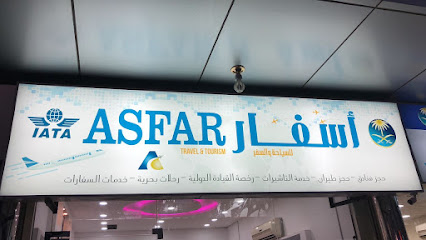 IATA
ASFAR أسفار
TRAVEL & TOURISM للسياحة والسفر
حجز فنادق - حجز طيران - خدمة التاشيرات - رخصة القيادة الدولية - رحلات بحرية - خدمات السفارات